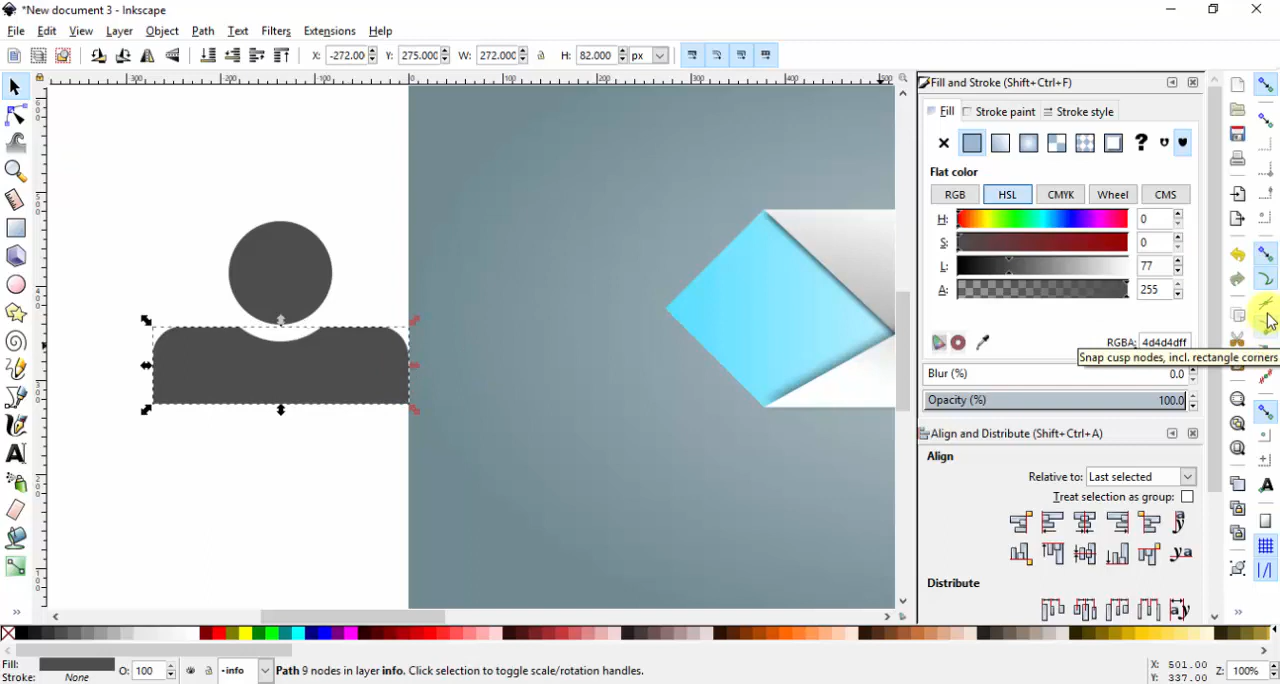 *New document 3 - Inkscape
File Edit View Layer Object Path Text Filters Extensions Help
X: -272.00 Y: 275.000 W: 272.000 H: 82.000 px
Fill and Stroke (Shift+Ctrl+F)
Fill Stroke paint Stroke style
Flat color
RGB HSL CMYK Wheel CMS
H: 0
S: 0
L: 77
A: 255
RGBA: 4d4d4dff
Snap cusp nodes, incl. rectangle corners
Blur (%) 0.0
Opacity (%) 100.0
Align and Distribute (Shift+Ctrl+A)
Align
Relative to: Last selected
Treat selection as group:
Distribute
Fill:
Stroke: None
O: 100
-info
Path 9 nodes in layer info. Click selection to toggle scale/rotation handles.
X: 501.00
Y: 337.00
Z: 100%